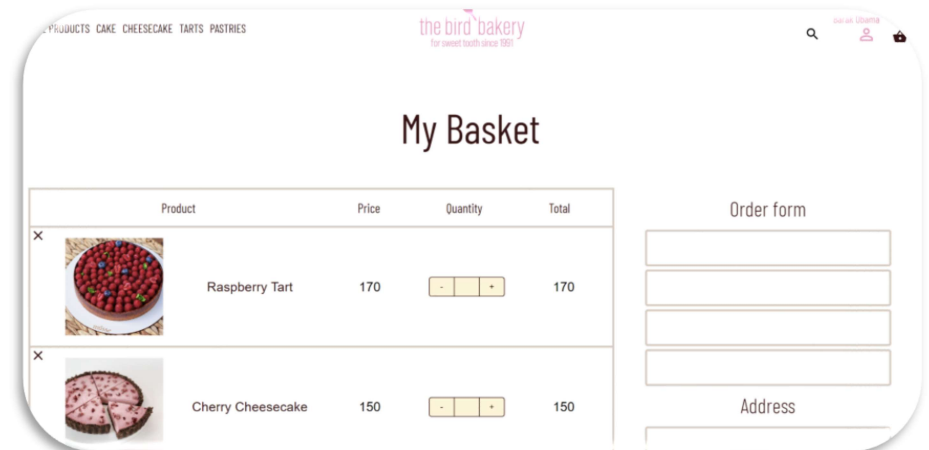 PRODUCTS CAKE CHEESECAKE TARTS PASTRIES
the bird bakery
for sweet tooth since 1991
My Basket
Product Price Quantity Total
Raspberry Tart 170 - + 170
Cherry Cheesecake 150 - + 150
Order form
Address